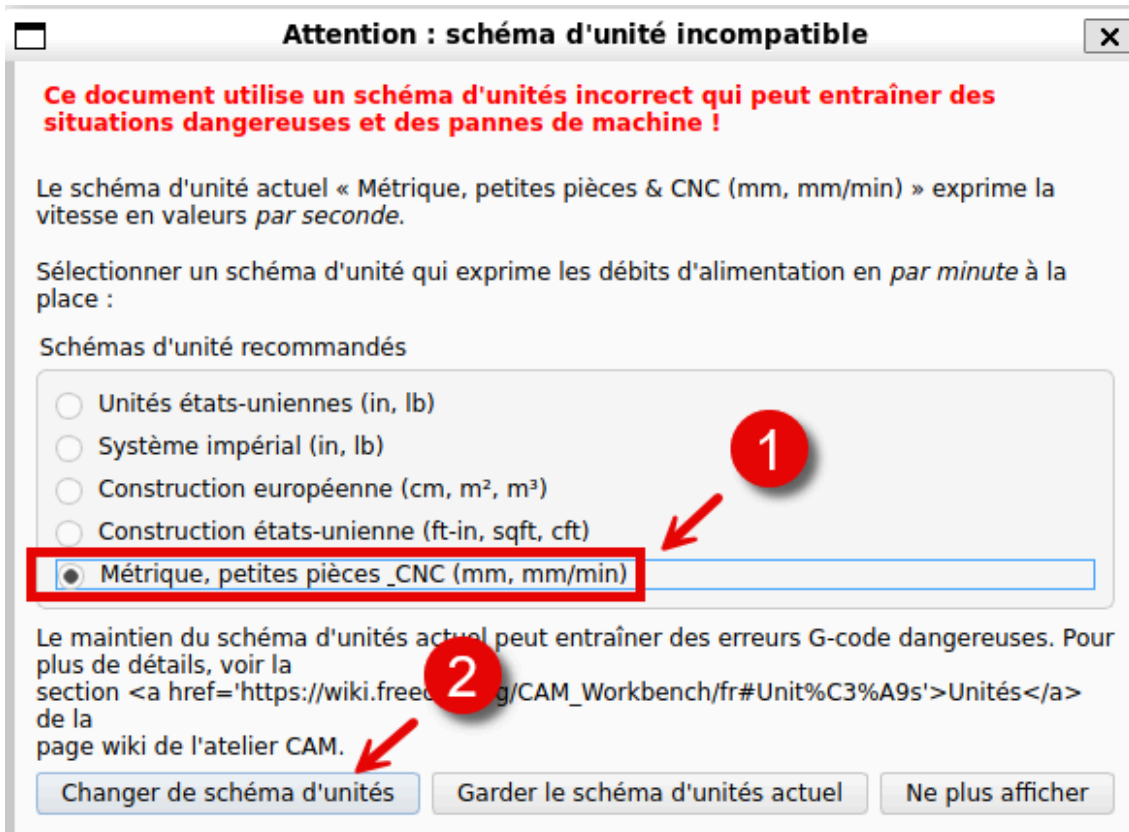 Attention : schéma d'unité incompatible
Ce document utilise un schéma d'unités incorrect qui peut entraîner des
situations dangereuses et des pannes de machine !
Le schéma d'unité actuel « Métrique, petites pièces & CNC (mm, mm/min) » exprime la
vitesse en valeurs par seconde.
Sélectionner un schéma d'unité qui exprime les débits d'alimentation en par minute à la
place :
Schémas d'unité recommandés
Unités états-uniennes (in, lb)
Système impérial (in, lb)
1
Construction européenne (cm, m², m³)
Construction états-unienne (ft-in, sqft, cft)
Métrique, petites pièces _CNC (mm, mm/min)
Le maintien du schéma d'unités actuel peut entraîner des erreurs G-code dangereuses. Pour
plus de détails, voir la
2
section <a href='https://wiki.freec g/CAM_Workbench/fr#Unit%C3%A9s'>Unités</a>
de la
page wiki de l'atelier CAM.
Changer de schéma d'unités
Garder le schéma d'unités actuel
Ne plus afficher